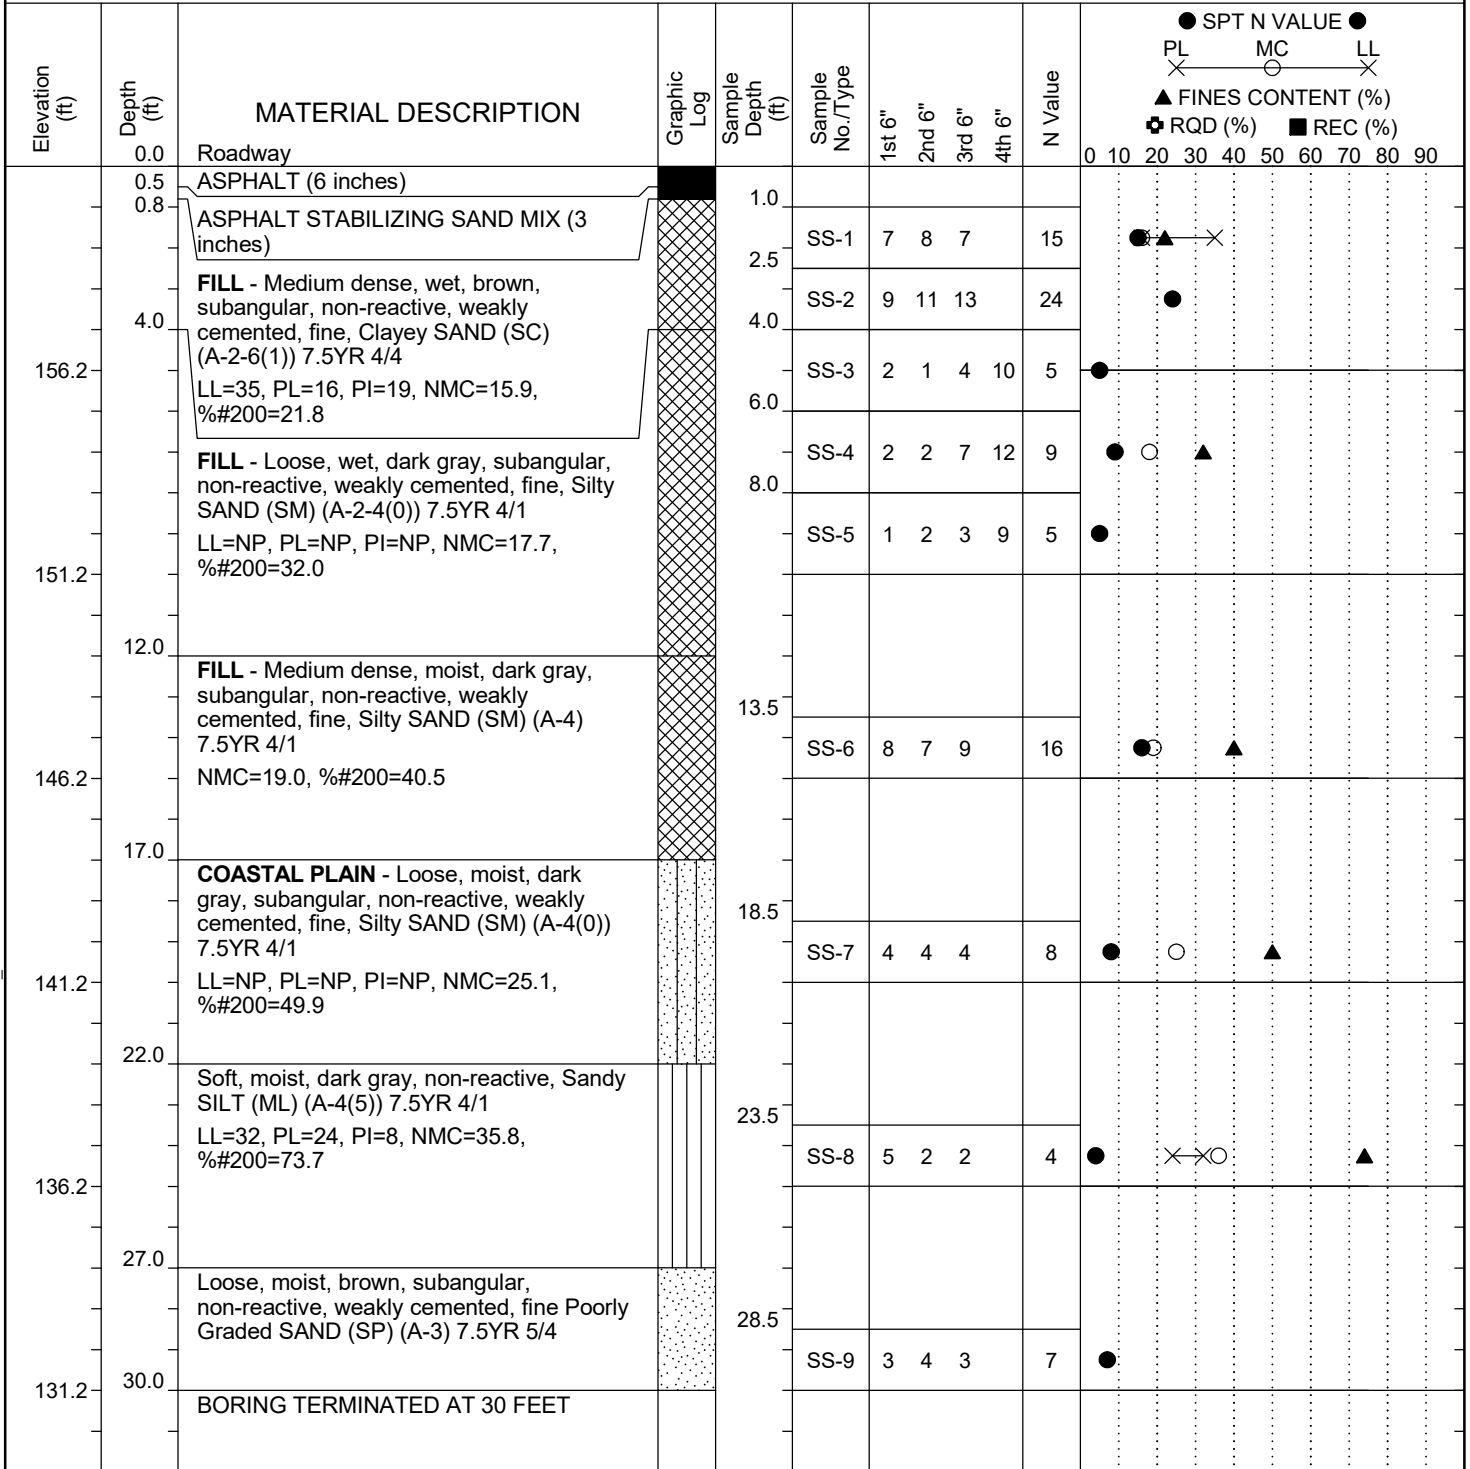 Elevation (ft)
Depth (ft)
MATERIAL DESCRIPTION
Graphic Log
Sample Depth (ft)
Sample No./Type
1st 6"
2nd 6"
3rd 6"
4th 6"
N Value
SPT N VALUE
PL MC LL
FINES CONTENT (%)
RQD (%) REC (%)
0 10 20 30 40 50 60 70 80 90
0.0 Roadway
0.5 ASPHALT (6 inches)
0.8
1.0
ASPHALT STABILIZING SAND MIX (3
inches)
SS-1 7 8 7 15
2.5
FILL - Medium dense, wet, brown,
subangular, non-reactive, weakly
cemented, fine, Clayey SAND (SC)
(A-2-6(1)) 7.5YR 4/4
LL=35, PL=16, PI=19, NMC=15.9,
%#200=21.8
SS-2 9 11 13 24
4.0
4.0
156.2
SS-3 2 1 4 10 5
6.0
FILL - Loose, wet, dark gray, subangular,
non-reactive, weakly cemented, fine, Silty
SAND (SM) (A-2-4(0)) 7.5YR 4/1
LL=NP, PL=NP, PI=NP, NMC=17.7,
%#200=32.0
SS-4 2 2 7 12 9
8.0
SS-5 1 2 3 9 5
151.2
12.0
FILL - Medium dense, moist, dark gray,
subangular, non-reactive, weakly
cemented, fine, Silty SAND (SM) (A-4)
7.5YR 4/1
NMC=19.0, %#200=40.5
13.5
SS-6 8 7 9 16
146.2
17.0
COASTAL PLAIN - Loose, moist, dark
gray, subangular, non-reactive, weakly
cemented, fine, Silty SAND (SM) (A-4(0))
7.5YR 4/1
LL=NP, PL=NP, PI=NP, NMC=25.1,
%#200=49.9
18.5
SS-7 4 4 4 8
141.2
22.0
Soft, moist, dark gray, non-reactive, Sandy
SILT (ML) (A-4(5)) 7.5YR 4/1
LL=32, PL=24, PI=8, NMC=35.8,
%#200=73.7
23.5
SS-8 5 2 2 4
136.2
27.0
Loose, moist, brown, subangular,
non-reactive, weakly cemented, fine Poorly
Graded SAND (SP) (A-3) 7.5YR 5/4
28.5
SS-9 3 4 3 7
30.0
131.2
BORING TERMINATED AT 30 FEET